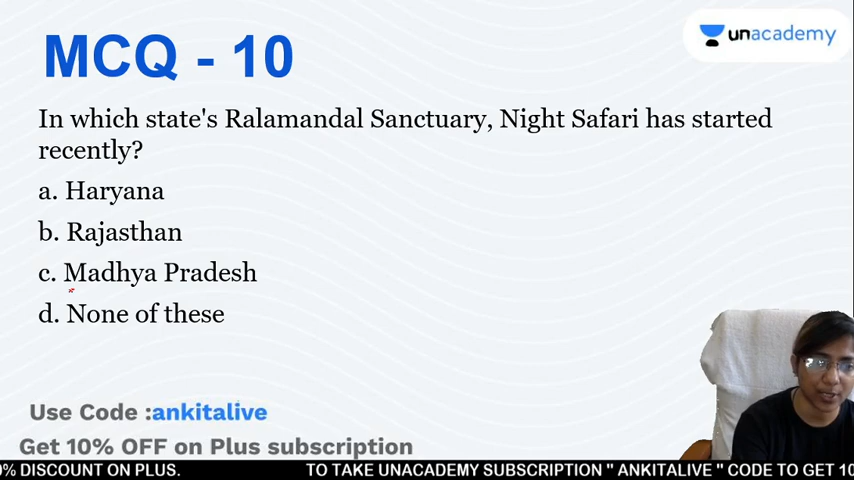 MCQ - 10
unacademy
In which state's Ralamandal Sanctuary, Night Safari has started
recently?
a. Haryana
b. Rajasthan
c. Madhya Pradesh
d. None of these
Use Code :ankitalive
Get 10% OFF on Plus subscription
0% DISCOUNT ON PLUS. TO TAKE UNACADEMY SUBSCRIPTION " ANKITALIVE " CODE TO GET 10